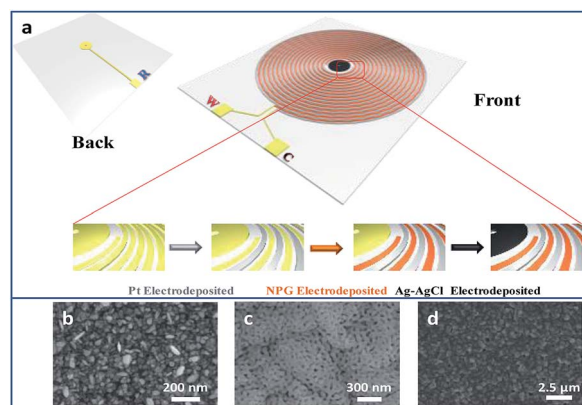 a
R
Back
W
C
Front
Pt Electrodeposited NPG Electrodeposited Ag-AgCl Electrodeposited
b c d
200 nm 300 nm 2.5 µm